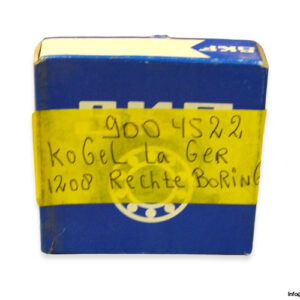 SKF
9004522
KoGeL La Ger
1208 Rechte BoRinG